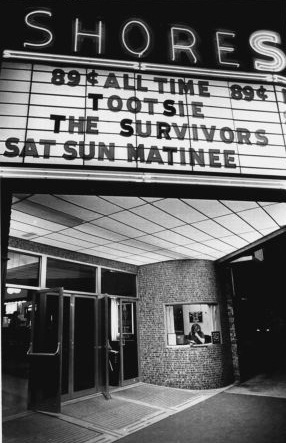 SHORES
89¢ ALL TIME 89¢
TOOTSIE
THE SURVIVORS
SAT SUN MATINEE